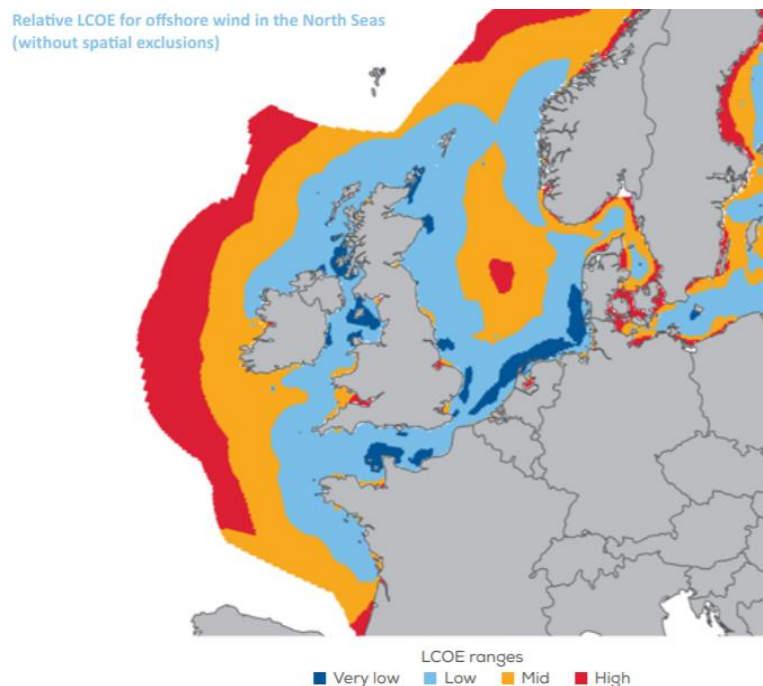 Relative LCOE for offshore wind in the North Seas
(without spatial exclusions)
LCOE ranges
Very low Low Mid High